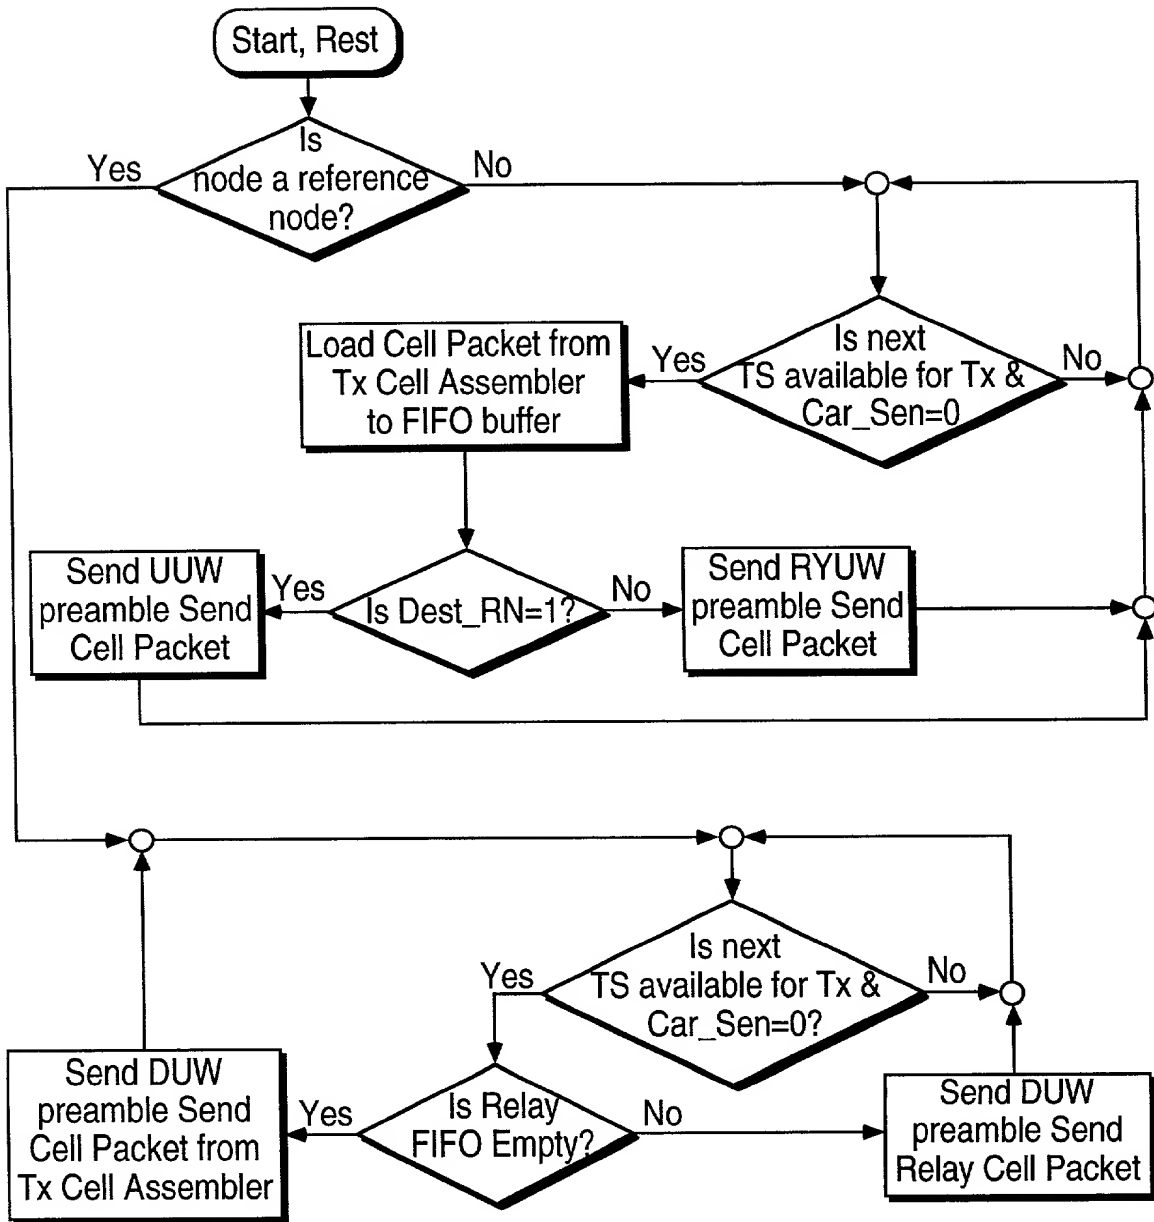 Start, Rest
Is
node a reference
node?
Yes
No
Is next
TS available for Tx &
Car_Sen=0
Yes
No
Load Cell Packet from
Tx Cell Assembler
to FIFO buffer
Is Dest_RN=1?
Yes
No
Send UUW
preamble Send
Cell Packet
Send RYUW
preamble Send
Cell Packet
Is next
TS available for Tx &
Car_Sen=0?
Yes
No
Is Relay
FIFO Empty?
Yes
No
Send DUW
preamble Send
Cell Packet from
Tx Cell Assembler
Send DUW
preamble Send
Relay Cell Packet